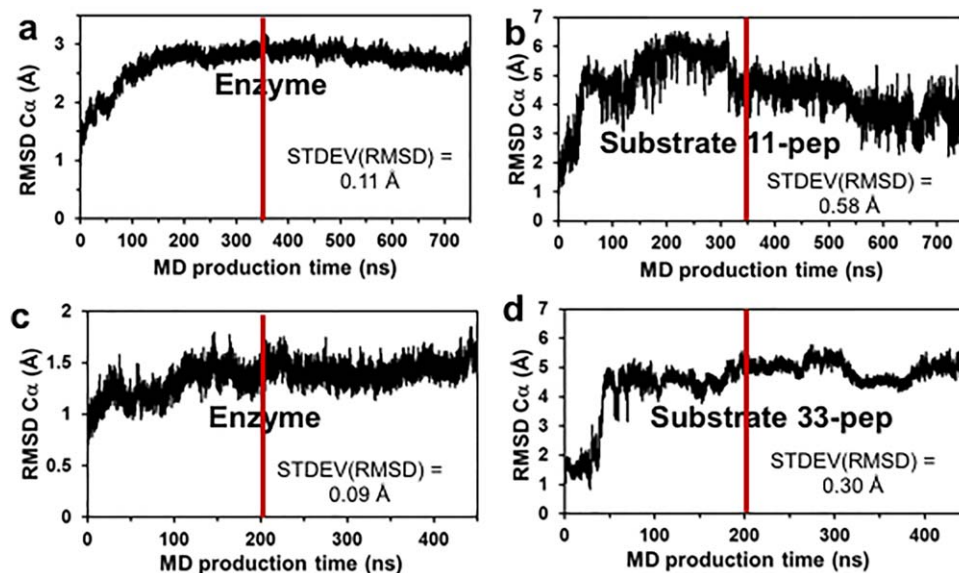 a
RMSD Cα (Å)
3
2
1
0
Enzyme
STDEV(RMSD) =
0.11 Å
0 100 200 300 400 500 600 700
MD production time (ns)
b
RMSD Cα (Å)
7
6
5
4
3
2
1
0
Substrate 11-pep
STDEV(RMSD) =
0.58 Å
0 100 200 300 400 500 600 700
MD production time (ns)
c
RMSD Cα (Å)
2
1.5
1
0.5
0
Enzyme
STDEV(RMSD) =
0.09 Å
0 100 200 300 400
MD production time (ns)
d
RMSD Cα (Å)
7
6
5
4
3
2
1
0
Substrate 33-pep
STDEV(RMSD) =
0.30 Å
0 100 200 300 400
MD production time (ns)